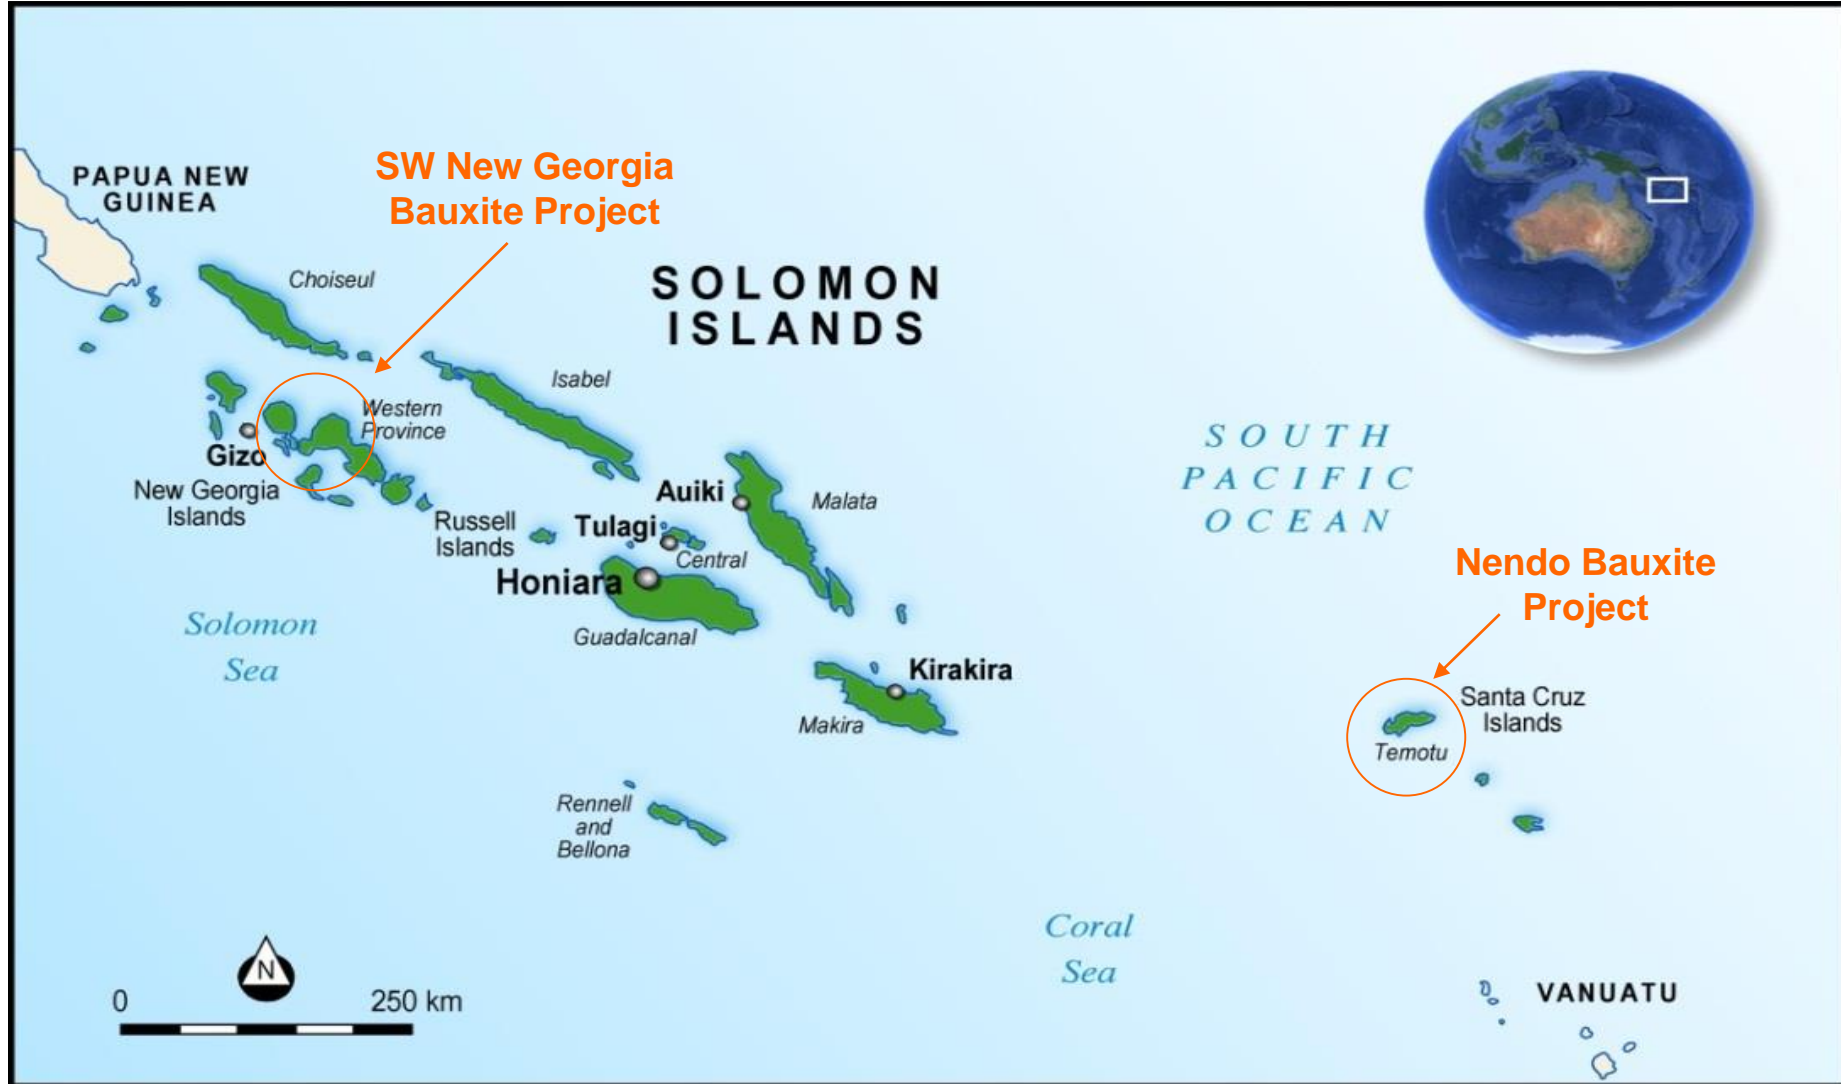 PAPUA NEW
GUINEA
SW New Georgia
Bauxite Project
Choiseul
SOLOMON
ISLANDS
Isabel
Western
Province
Gizo
New Georgia
Islands
Russell
Islands
Auiki
Malata
Tulagi
Central
Honiara
Guadalcanal
SOUTH
PACIFIC
OCEAN
Nendo Bauxite
Project
Solomon
Sea
Kirakira
Makira
Santa Cruz
Islands
Temotu
Rennell
and
Bellona
Coral
Sea
N
0 250 km
VANUATU